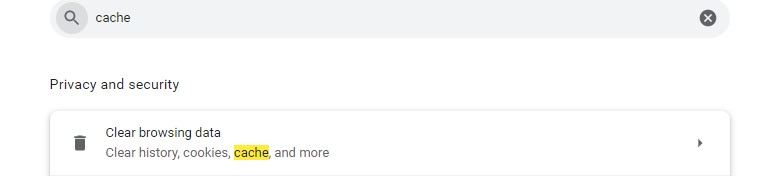 cache
Privacy and security
Clear browsing data
Clear history, cookies, cache, and more